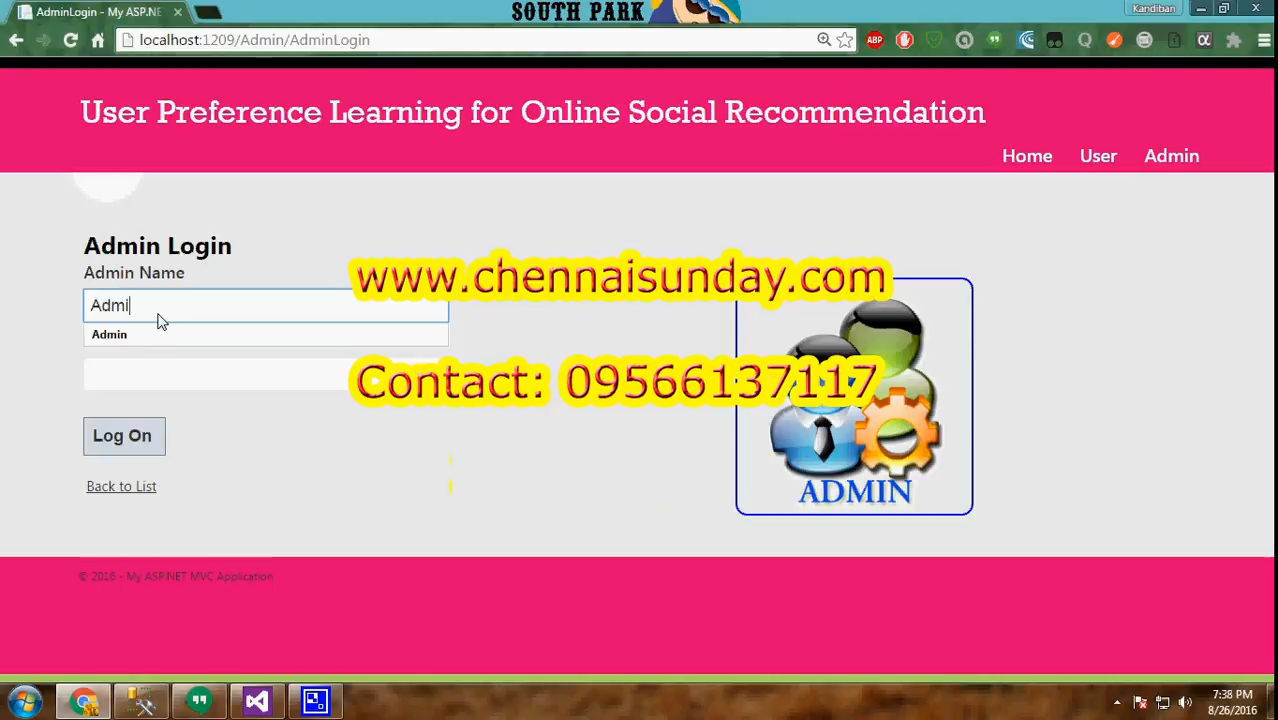 AdminLogin - My ASP.NE
SOUTH PARK
Kandiban
localhost:1209/Admin/AdminLogin
ABP
User Preference Learning for Online Social Recommendation
Home User Admin
Admin Login
Admin Name
www.chennaisunday.com
Admi
Admin
Contact: 09566137117
Log On
ADMIN
Back to List
© 2016 - My ASP.NET MVC Application
7:38 PM
8/26/2016